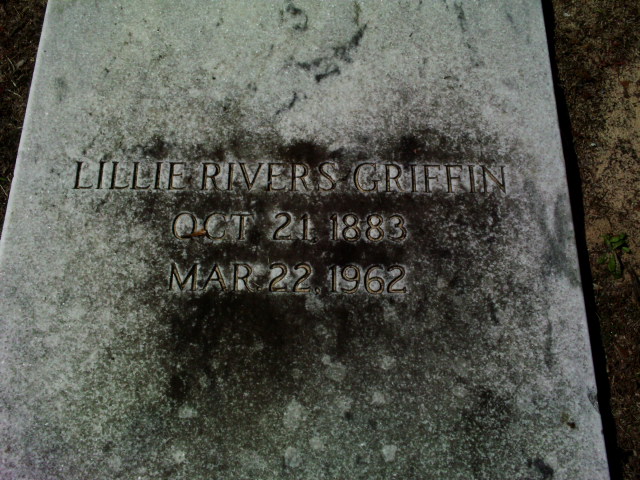 LILLIE RIVERS GRIFFIN
OCT 21, 1883
MAR. 22, 1962